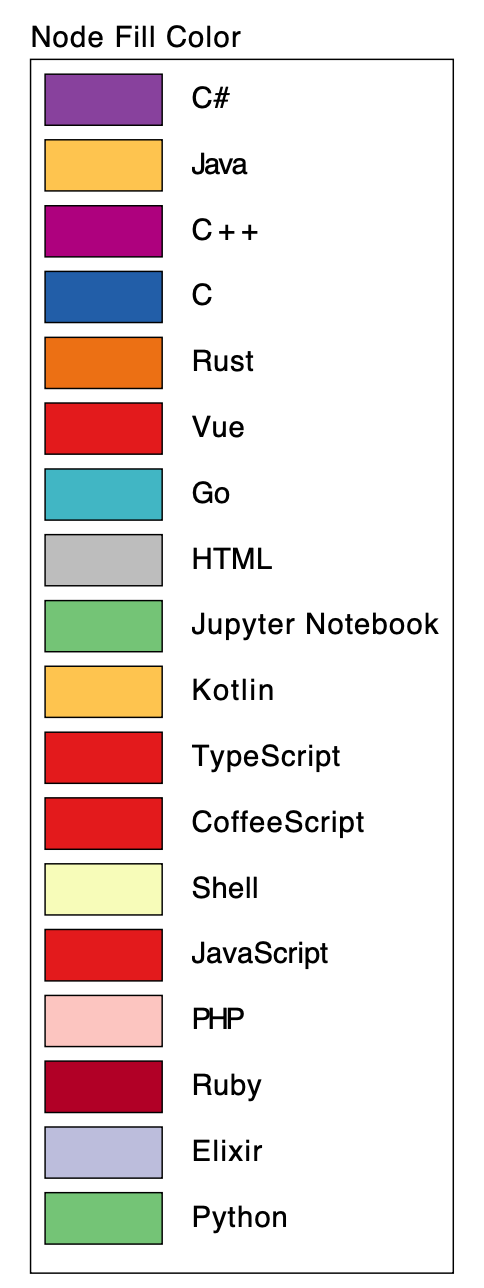 Node Fill Color
C#
Java
C++
C
Rust
Vue
Go
HTML
Jupyter Notebook
Kotlin
TypeScript
CoffeeScript
Shell
JavaScript
PHP
Ruby
Elixir
Python